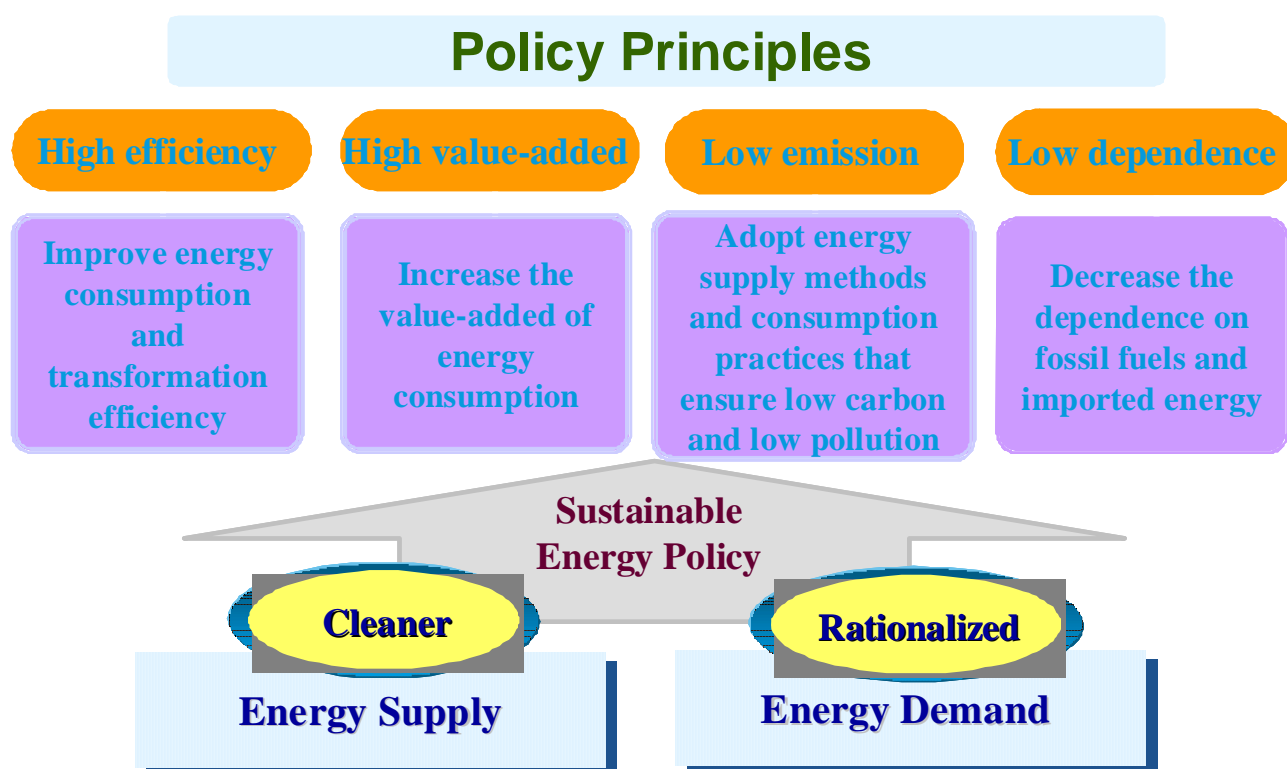 Policy Principles
High efficiency
High value-added
Low emission
Low dependence
Improve energy
consumption
and
transformation
efficiency
Increase the
value-added of
energy
consumption
Adopt energy
supply methods
and consumption
practices that
ensure low carbon
and low pollution
Decrease the
dependence on
fossil fuels and
imported energy
Sustainable
Energy Policy
Cleaner
Rationalized
Energy Supply
Energy Demand